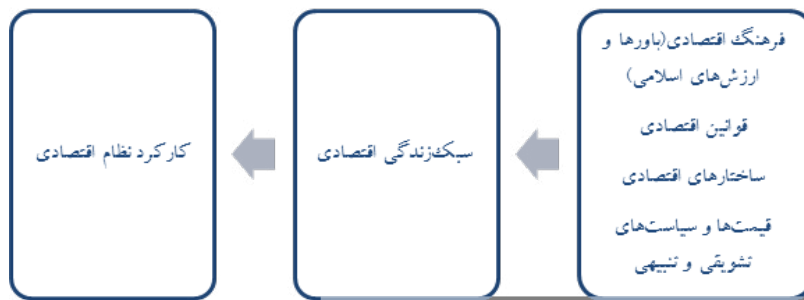 فرهنگ اقتصادی(باورها و
ارزش‌های اسلامی)
قوانین اقتصادی
ساختارهای اقتصادی
قیمت‌ها و سیاست‌های
تشویقی و تنبیهی
سبک‌زندگی اقتصادی
کارکرد نظام اقتصادی